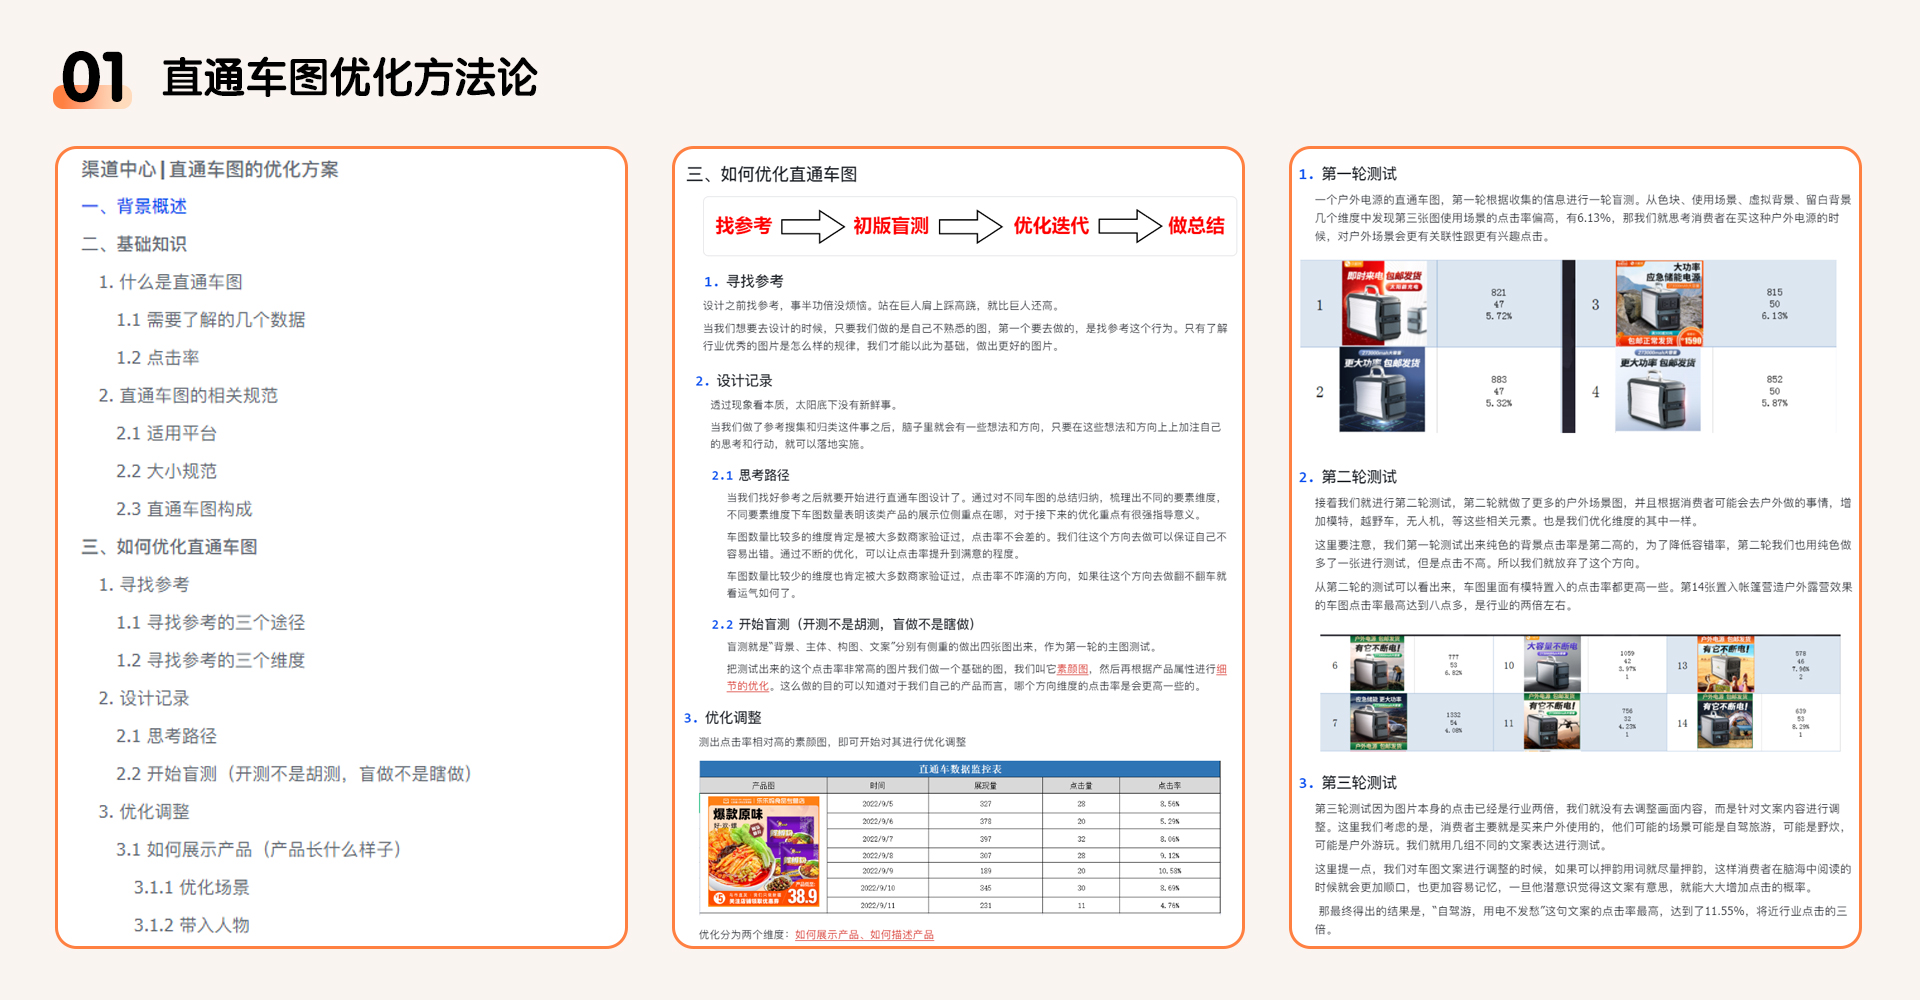 01 直通车图优化方法论
渠道中心 | 直通车图的优化方案
一、背景概述
二、基础知识
1. 什么是直通车图
1.1 需要了解的几个数据
1.2 点击率
2. 直通车图的相关规范
2.1 适用平台
2.2 大小规范
2.3 直通车图构成
三、如何优化直通车图
1. 寻找参考
1.1 寻找参考的三个途径
1.2 寻找参考的三个维度
2. 设计记录
2.1 思考路径
2.2 开始盲测（开测不是胡测，盲做不是瞎做）
3. 优化调整
3.1 如何展示产品（产品长什么样子）
3.1.1 优化场景
3.1.2 带入人物
三、如何优化直通车图
找参考 初版盲测 优化迭代 做总结
1. 寻找参考
设计之前找参考，事半功倍没烦恼。站在巨人肩上踩高跷，就比巨人还高。
当我们想要去设计的时候，只要我们做的是自己不熟悉的图，第一个要去做的，是找参考这个行为。只有了解
行业优秀的图片是怎么样的规律，我们才能以此为基础，做出更好的图片。
2. 设计记录
透过现象看本质，太阳底下没有新鲜事。
当我们做了参考搜集和归类这件事之后，脑子里就会有一些想法和方向，只要在这些想法和方向上上加注自己
的思考和行动，就可以落地实施。
2.1 思考路径
当我们找好参考之后就要开始进行直通车图设计了。通过对不同车图的总结归纳，梳理出不同的要素维度，
不同要素维度下车图数量表明该类产品的展示位侧重点在哪，对于接下来的优化重点有很强指导意义。
车图数量比较多的维度肯定是被大多数商家验证过，点击率不会差的。我们往这个方向去做可以保证自己不
容易出错。通过不断的优化，可以让点击率提升到满意的程度。
车图数量比较少的维度也肯定被大多数商家验证过，点击率不咋滴的方向，如果往这个方向去做翻不翻车就
看运气如何了。
2.2 开始盲测（开测不是胡测，盲做不是瞎做）
盲测就是“背景、主体、构图、文案”分别有侧重的做出四张图出来，作为第一轮的主图测试。
把测试出来的这个点击率非常高的图片我们做一个基础的图，我们叫它素颜图，然后再根据产品属性进行细
节的优化。这么做的目的可以知道对于我们自己的产品而言，哪个方向维度的点击率是会更高一些的。
3. 优化调整
测出点击率相对高的素颜图，即可开始对其进行优化调整
直通车数据监控表
产品图 时间 展现量 点击量 点击率
2022/9/5 327 28 8.56%
2022/9/6 378 20 5.29%
2022/9/7 397 32 8.06%
2022/9/8 307 28 9.12%
2022/9/9 189 20 10.58%
2022/9/10 345 30 8.69%
2022/9/11 231 11 4.76%
爆款原味
38.9
优化分为两个维度：如何展示产品、如何描述产品
1. 第一轮测试
一个户外电源的直通车图，第一轮根据收集的信息进行一轮盲测。从色块、使用场景、虚拟背景、留白背景
几个维度中发现第三张图使用场景的点击率偏高，有6.13%，那我们就思考消费者在买这种户外电源的时
候，对户外场景会更有关联性跟更有兴趣点击。
1
即时来电 包邮发货
821
47
5.72%
3
大功率
应急储能电源
包邮正常发货 1590
815
50
6.13%
2
更大功率 包邮发货
883
47
5.32%
4
更大功率 包邮发货
852
50
5.87%
2. 第二轮测试
接着我们就进行第二轮测试，第二轮就做了更多的户外场景图，并且根据消费者可能会去户外做的事情，增
加模特，越野车，无人机，等这些相关元素。也是我们优化维度的其中一样。
这里要注意，我们第一轮测试出来纯色的背景点击率是第二高的，为了降低容错率，第二轮我们也用纯色做
多了一张进行测试，但是点击不高。所以我们就放弃了这个方向。
从第二轮的测试可以看出来，车图里面有模特置入的点击率都更高一些。第14张置入帐篷营造户外露营效果
的车图点击率最高达到八点多，是行业的两倍左右。
6
户外电源 包邮发货
有它不断电!
777
53
6.82%
10
大容量不断电
1059
42
3.97%
1
13
户外电源 包邮发货
有它不断电!
578
46
7.96%
2
7
应急储能 更大功率
户外电源 包邮发货
1332
54
4.08%
11
有它不断电!
756
32
4.23%
1
14
户外电源 包邮发货
有它不断电!
639
53
8.29%
1
3. 第三轮测试
第三轮测试因为图片本身的点击已经是行业两倍，我们就没有去调整画面内容，而是针对文案内容进行调
整。这里我们考虑的是，消费者主要就是买来户外使用的，他们可能的场景可能是自驾旅游，可能是野炊，
可能是户外游玩。我们就用几组不同的文案表达进行测试。
这里提一点，我们对车图文案进行调整的时候，如果可以押韵用词就尽量押韵，这样消费者在脑海中阅读的
时候就会更加顺口，也更加容易记忆，一旦他潜意识觉得这文案有意思，就能大大增加点击的概率。
那最终得出的结果是，“自驾游，用电不发愁”这句文案的点击率最高，达到了11.55%，将近行业点击的三
倍。